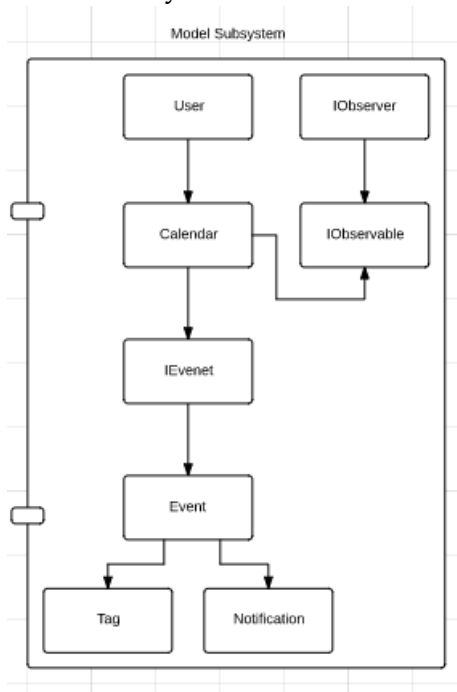 Model Subsystem
User
IObserver
Calendar
IObservable
IEvenet
Event
Tag
Notification